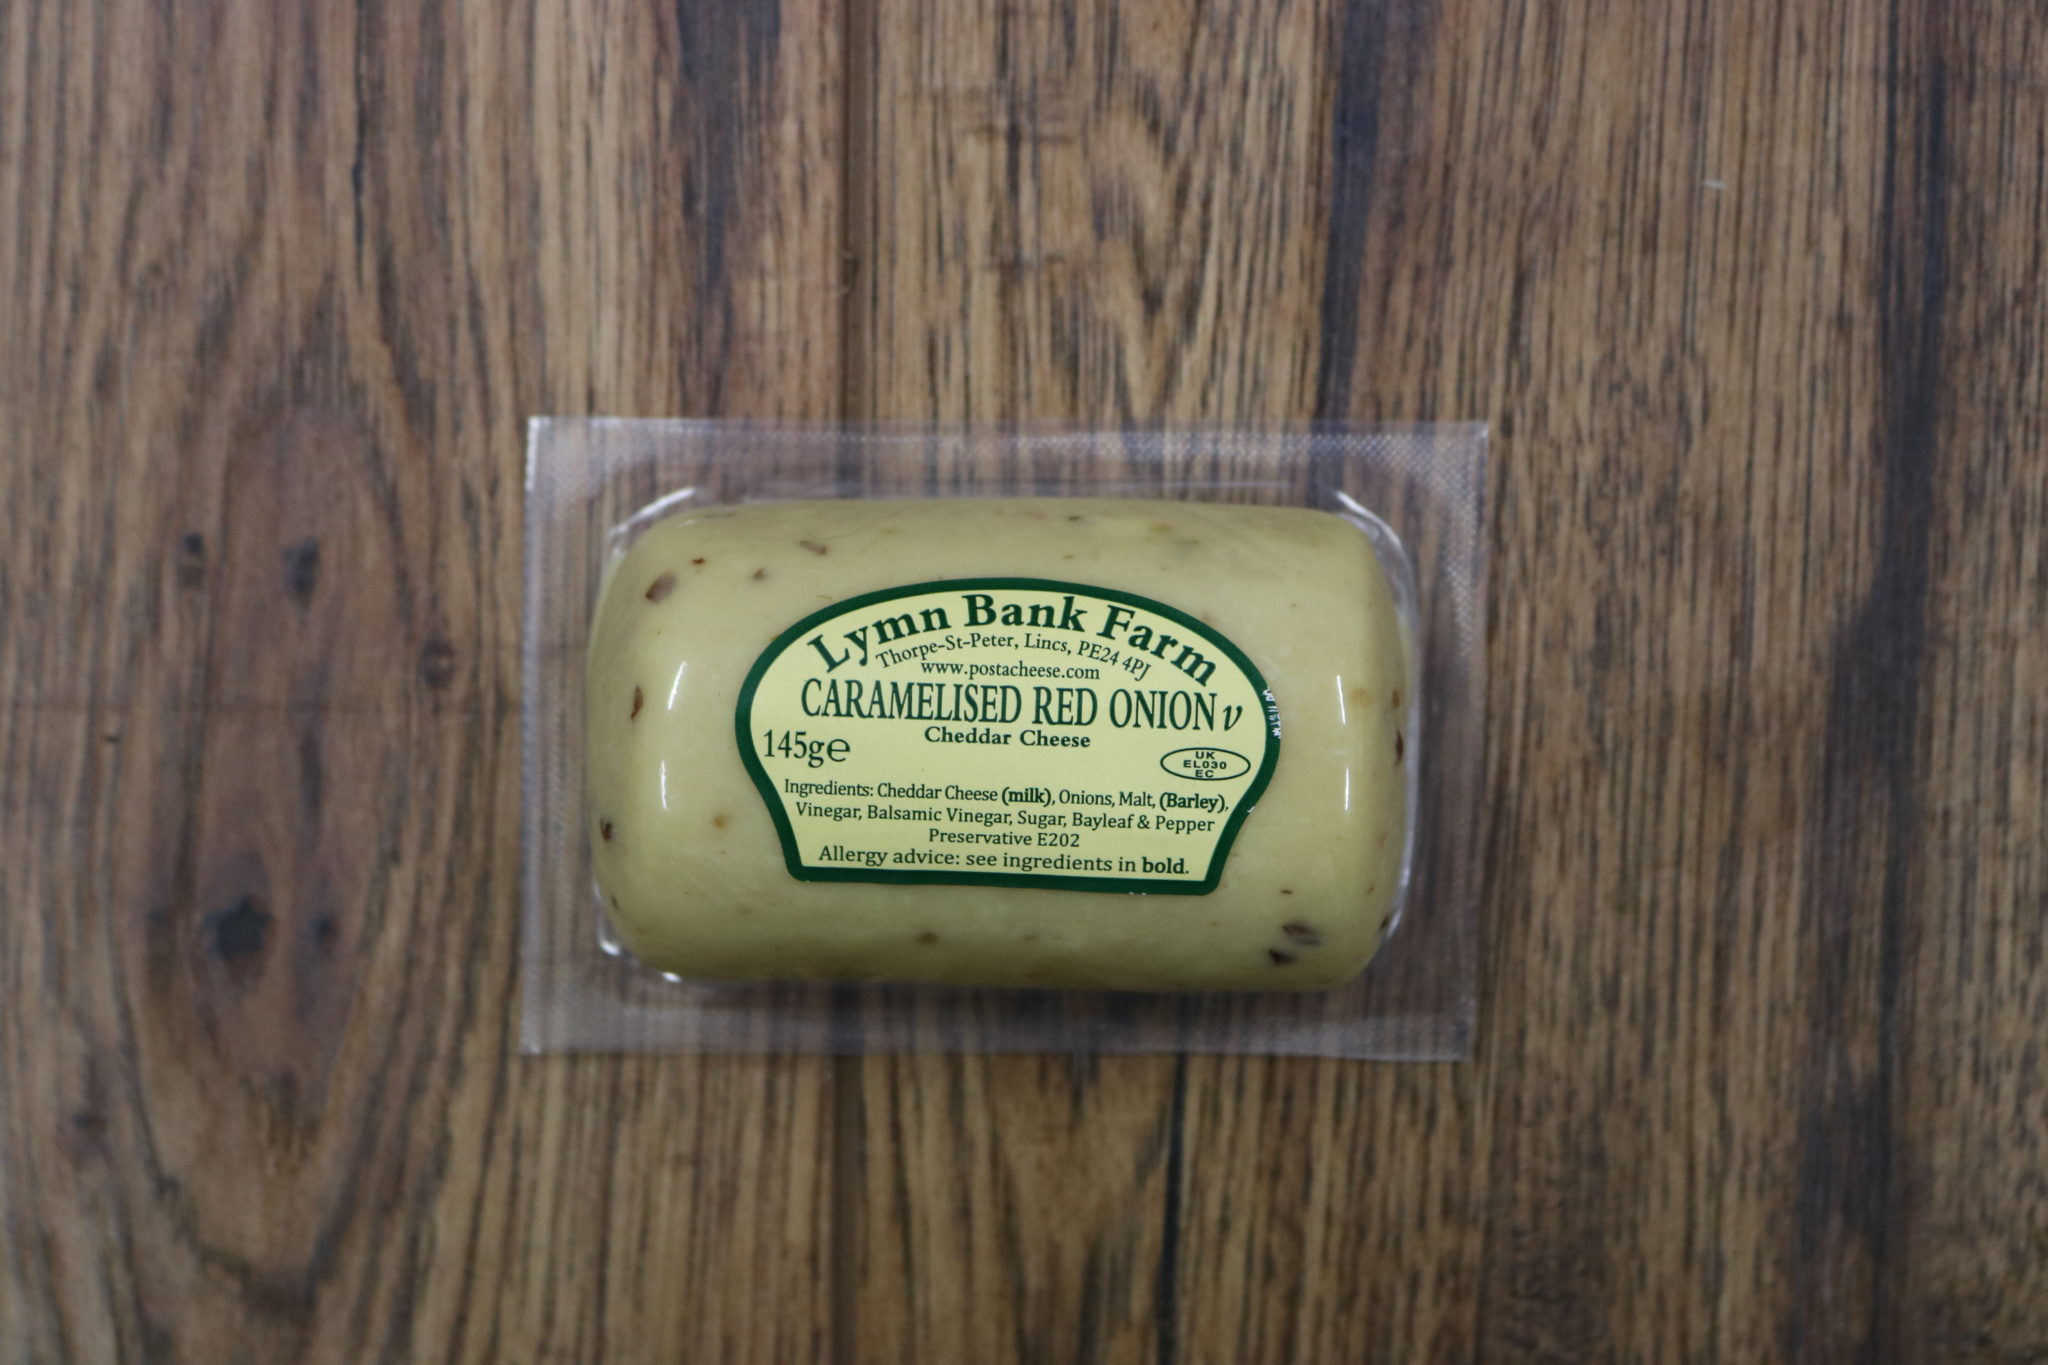 Lymn Bank Farm
Thorpe-St-Peter, Lincs, PE24 4PJ
www.postacheese.com
CARAMELISED RED ONION v
Cheddar Cheese
145g℮
UK
EL030
EC
Ingredients: Cheddar Cheese (milk), Onions, Malt, (Barley),
Vinegar, Balsamic Vinegar, Sugar, Bayleaf & Pepper
Preservative E202
Allergy advice: see ingredients in bold.